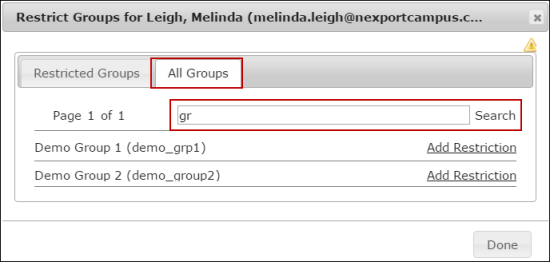 Restrict Groups for Leigh, Melinda (melinda.leigh@nexportcampus.c...
Restricted Groups All Groups
Page 1 of 1 gr Search
Demo Group 1 (demo_grp1) Add Restriction
Demo Group 2 (demo_group2) Add Restriction
Done